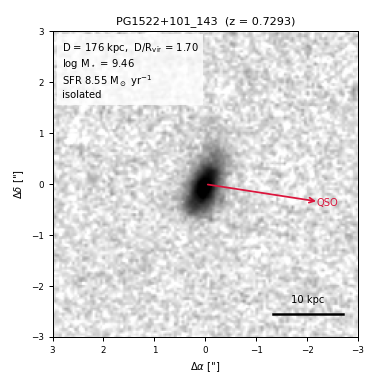 PG1522+101_143 (z = 0.7293)
D = 176 kpc, D/Rvir = 1.70
log M⋆ = 9.46
SFR 8.55 M⊙ yr⁻¹
isolated
QSO
10 kpc
Δδ ["]
3
2
1
0
−1
−2
−3
3 2 1 0 −1 −2 −3
Δα ["]